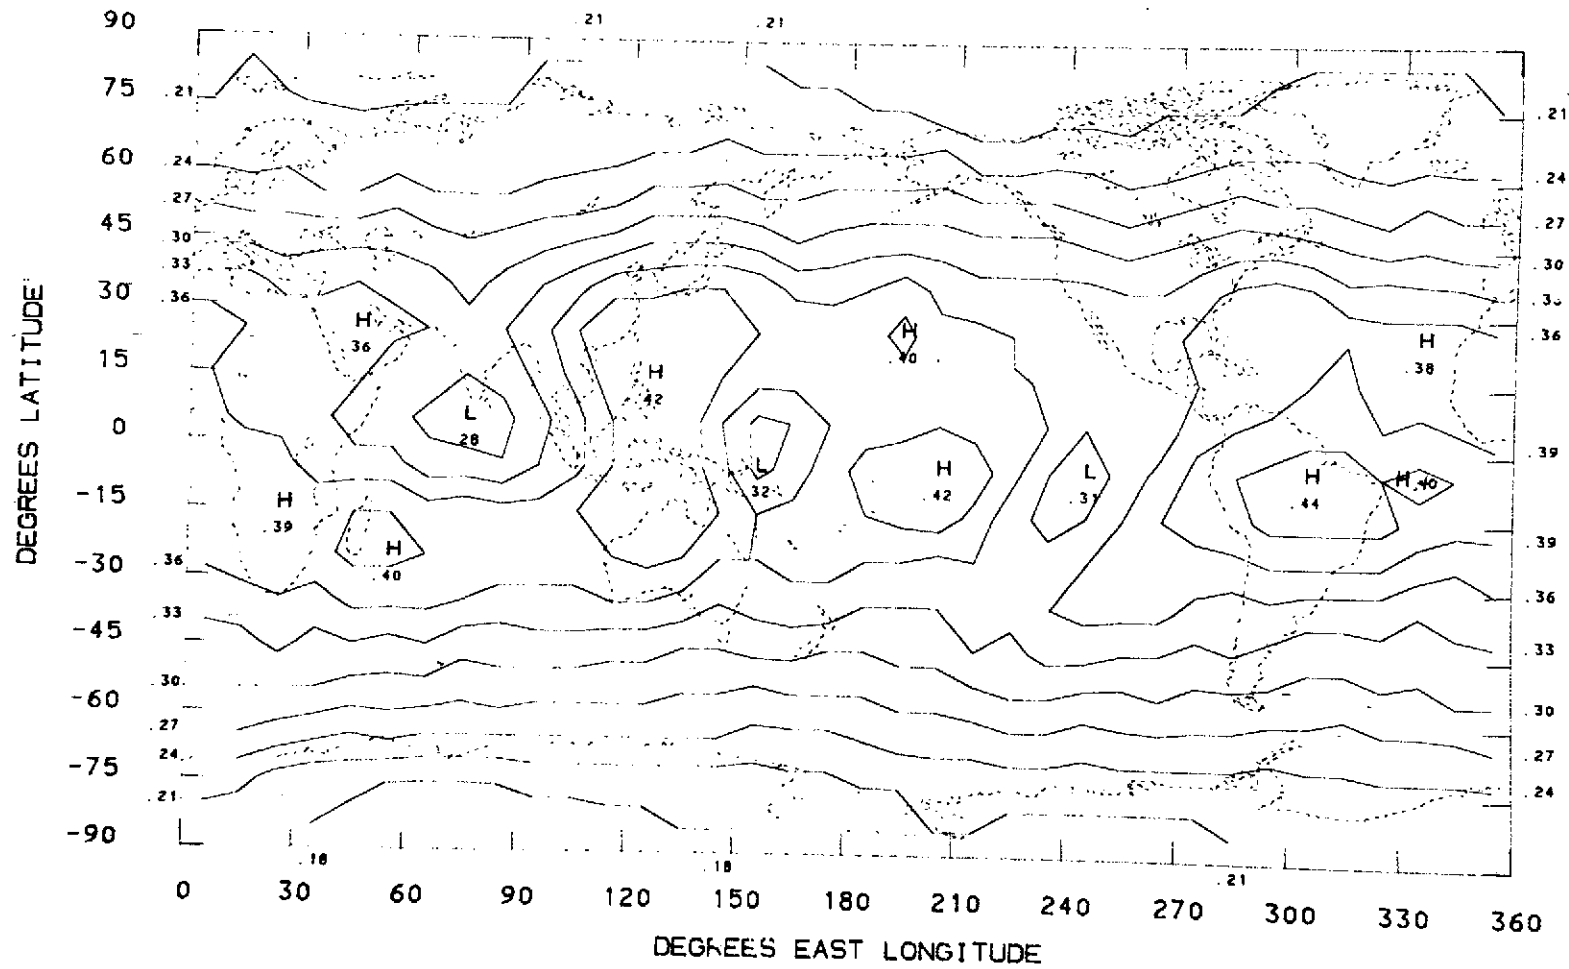 .21 .21
90
75 .21 .21
60 .24 .24
45 .27 .27
.30 .30
.33
30 .36 H .36 H .36
15 H .40 .38
H .42
0 L .28
L .32 H .42 L .31 H .44 H .40 .39
-15 H .39
-30 .36 H .40 .39
.33 .36
-45 .33
.30
-60 .27 .30
.24 .27
-75 .21 .24
-90
.18 .18 .21
0 30 60 90 120 150 180 210 240 270 300 330 360
DEGREES LATITUDE
DEGREES EAST LONGITUDE